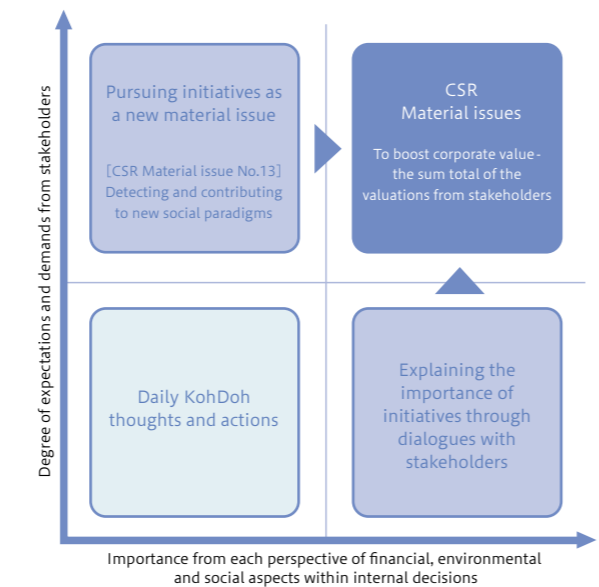 Degree of expectations and demands from stakeholders
Pursuing initiatives as
a new material issue
[CSR Material issue No.13]
Detecting and contributing
to new social paradigms
CSR
Material issues
To boost corporate value -
the sum total of the
valuations from stakeholders
Daily KohDoh
thoughts and actions
Explaining the
importance of
initiatives through
dialogues with
stakeholders
Importance from each perspective of financial, environmental
and social aspects within internal decisions